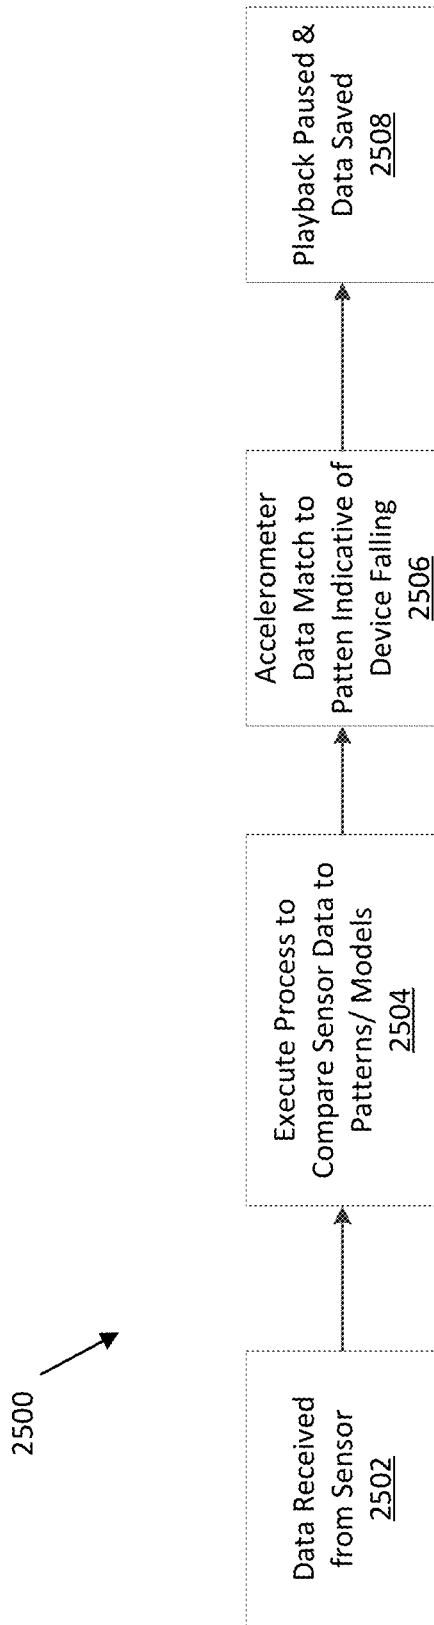 2500
Data Received
from Sensor
2502
Execute Process to
Compare Sensor Data to
Patterns/ Models
2504
Accelerometer
Data Match to
Patten Indicative of
Device Falling
2506
Playback Paused &
Data Saved
2508